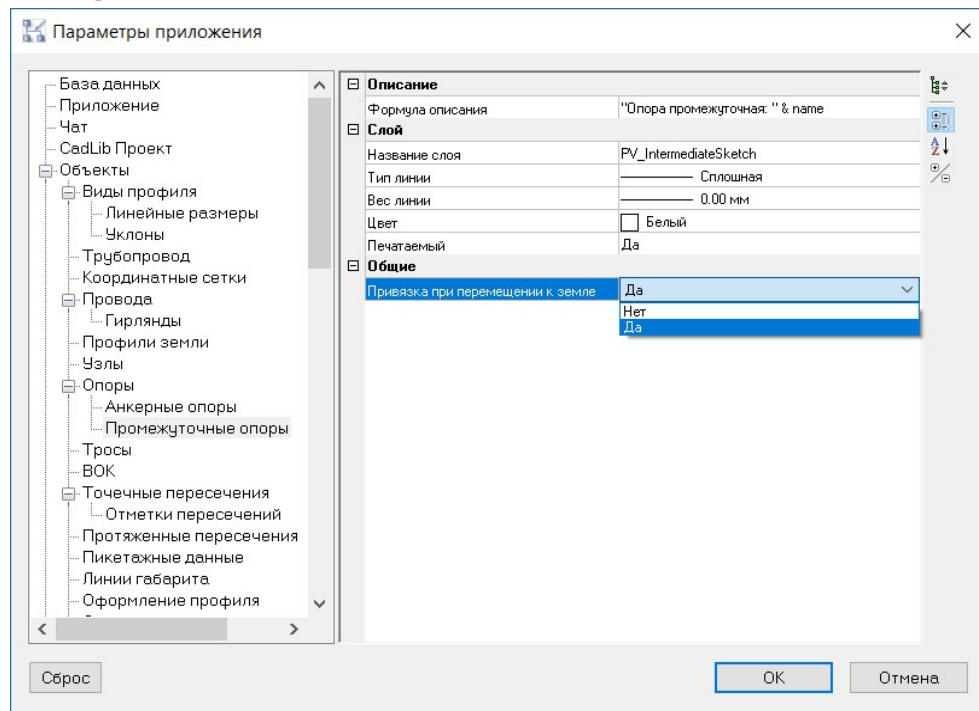 Параметры приложения
База данных
Приложение
Чат
CadLib Проект
Объекты
Виды профиля
Линейные размеры
Уклоны
Трубопровод
Координатные сетки
Провода
Гирлянды
Профили земли
Узлы
Опоры
Анкерные опоры
Промежуточные опоры
Тросы
ВОК
Точечные пересечения
Отметки пересечений
Протяженные пересечения
Пикетажные данные
Линии габарита
Оформление профиля
Описание
Формула описания "Опора промежуточная: " & name
Слой
Название слоя PV_IntermediateSketch
Тип линии Сплошная
Вес линии 0.00 мм
Цвет Белый
Печатаемый Да
Общие
Привязка при перемещении к земле Да
Нет
Да
Сброс
OK
Отмена